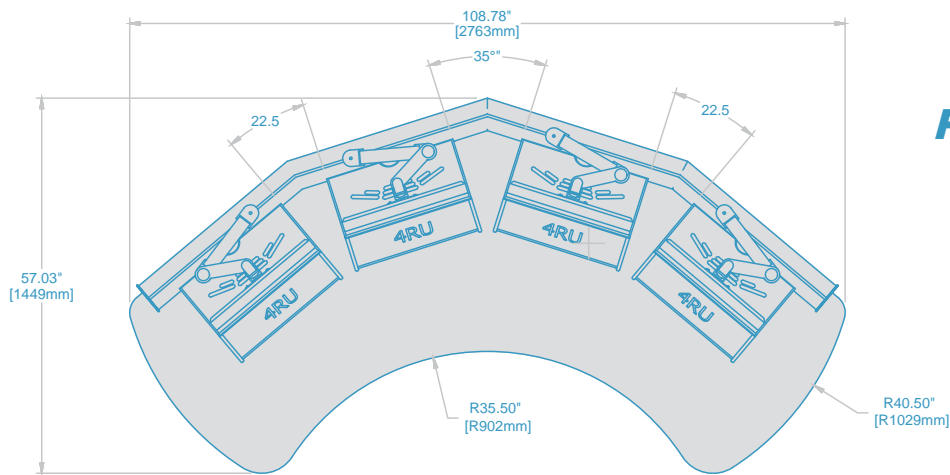 108.78"
[2763mm]
35°"
22.5
22.5
4RU
4RU
57.03"
[1449mm]
4RU
4RU
R35.50"
[R902mm]
R40.50"
[R1029mm]